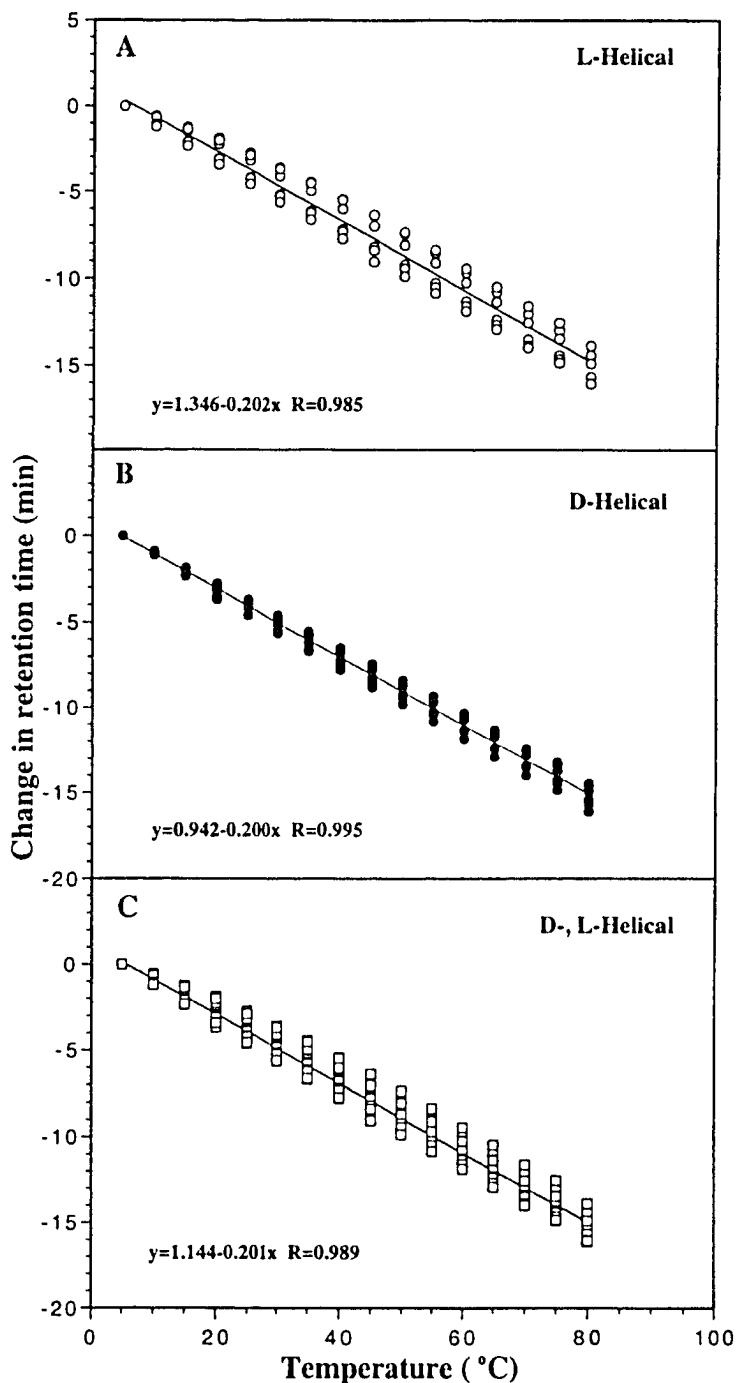 5
A
L-Helical
0
-5
-10
-15
y=1.346-0.202x R=0.985
B
D-Helical
0
-5
-10
-15
y=0.942-0.200x R=0.995
-20
C
D-, L-Helical
0
-5
-10
-15
y=1.144-0.201x R=0.989
-20
0 20 40 60 80 100
Temperature ( °C)
Change in retention time (min)